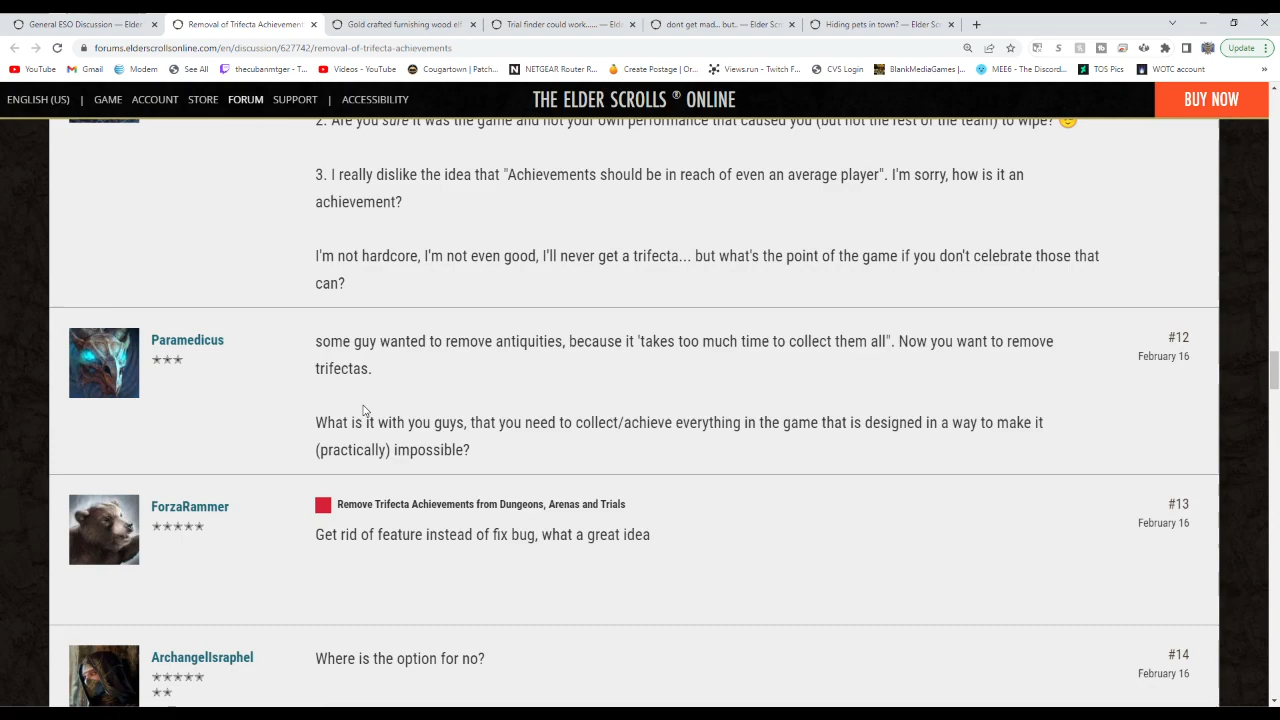 General ESO Discussion — Elder
Removal of Trifecta Achievement
Gold crafted furnishing wood elf
Trial finder could work...... — Eld
dont get mad... but.. — Elder Scr
Hiding pets in town? — Elder Scr
forums.elderscrollsonline.com/en/discussion/627742/removal-of-trifecta-achievements
Update
YouTube
Gmail
Modem
See All
thecubanmtger - T...
Videos - YouTube
Cougartown | Patch...
NETGEAR Router R...
Create Postage | Or...
Views.run - Twitch F...
CVS Login
BlankMediaGames |...
MEE6 - The Discord...
TOS Pics
WOTC account
»
ENGLISH (US) | GAME ACCOUNT STORE FORUM SUPPORT | ACCESSIBILITY
THE ELDER SCROLLS ® ONLINE
BUY NOW
2. Are you sure it was the game and not your own performance that caused you (but not the rest of the team) to wipe?
3. I really dislike the idea that "Achievements should be in reach of even an average player". I'm sorry, how is it an
achievement?
I'm not hardcore, I'm not even good, I'll never get a trifecta... but what's the point of the game if you don't celebrate those that
can?
Paramedicus
some guy wanted to remove antiquities, because it 'takes too much time to collect them all". Now you want to remove
trifectas.
#12
February 16
What is it with you guys, that you need to collect/achieve everything in the game that is designed in a way to make it
(practically) impossible?
ForzaRammer
Remove Trifecta Achievements from Dungeons, Arenas and Trials
Get rid of feature instead of fix bug, what a great idea
#13
February 16
ArchangelIsraphel
Where is the option for no?
#14
February 16